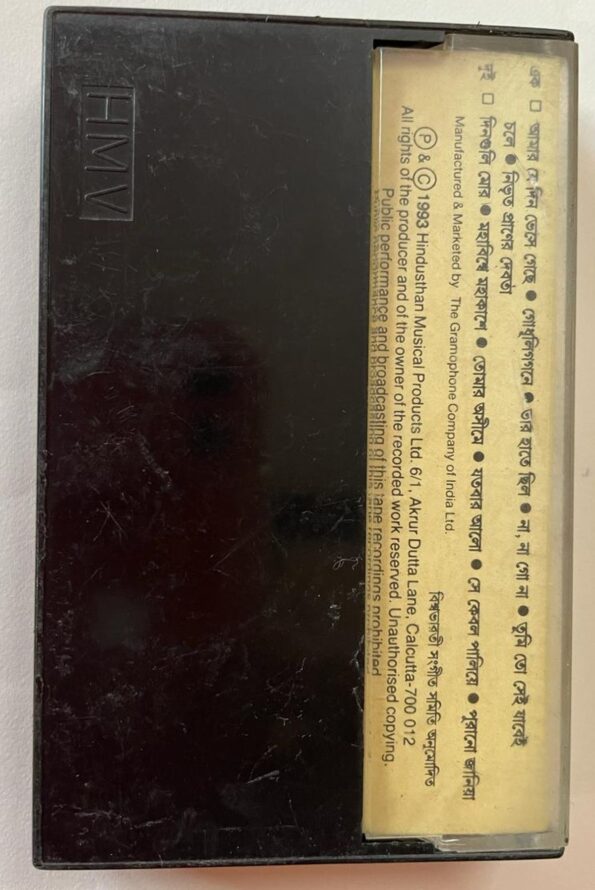 এক □ আমার যে দিন ভেসে গেছে ● গোধূলিগগনে ● তার হাতে ছিল ● না, না গো না ● তুমি তো সেই যাবেই
চলে ● নিভৃত প্রাণের দেবতা
দুই □ দিনগুলি মোর ● মহাবিশ্বে মহাকাশে ● তোমার অসীমে ● যতবার আলো ● সে কেবল পালিয়ে ● পুরানো জানিয়া
Manufactured & Marketed by The Gramophone Company of India Ltd.
বিশ্বভারতী সংগীত সমিতি অনুমোদিত
Ⓟ & Ⓒ 1993 Hindusthan Musical Products Ltd. 6/1, Akrur Dutta Lane, Calcutta-700 012
All rights of the producer and of the owner of the recorded work reserved. Unauthorised copying.
Public performance and broadcasting of this tape recordings prohibited
HMV